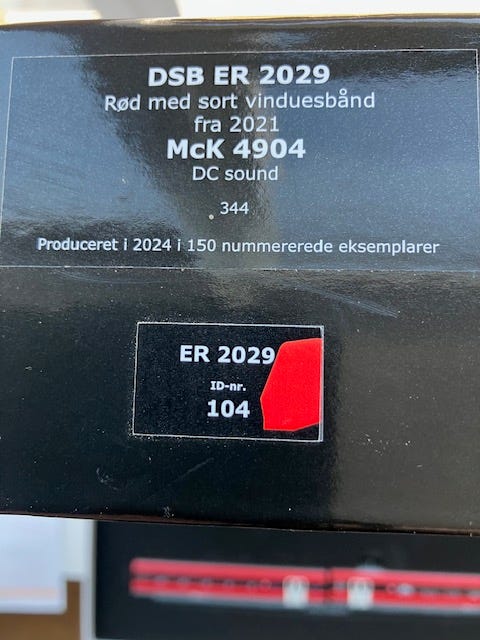 DSB ER 2029
Rød med sort vinduesbånd
fra 2021
McK 4904
DC sound
344
Produceret i 2024 i 150 nummererede eksemplarer
ER 2029
ID-nr.
104